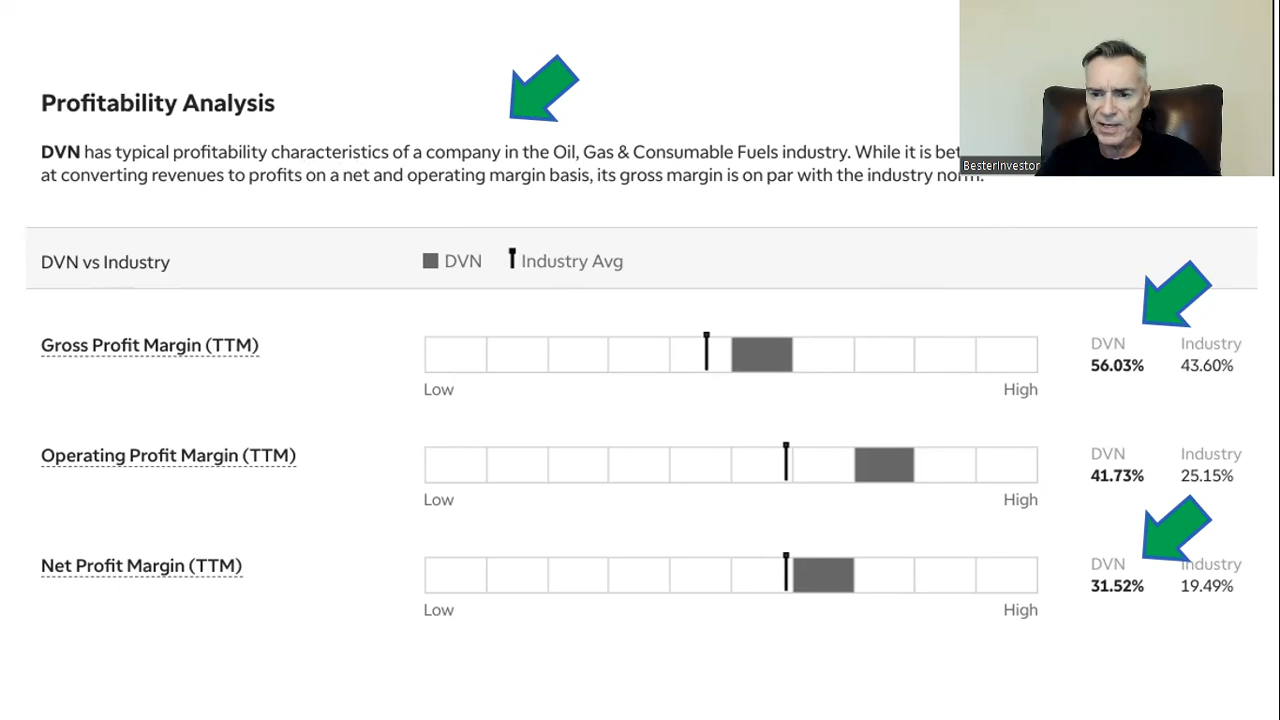 Profitability Analysis
DVN has typical profitability characteristics of a company in the Oil, Gas & Consumable Fuels industry. While it is
at converting revenues to profits on a net and operating margin basis, its gross margin is on par with the industry norm.
BesterInvestor
DVN vs Industry
DVN
Industry Avg
Gross Profit Margin (TTM)
Low
High
DVN Industry
56.03% 43.60%
Operating Profit Margin (TTM)
Low
High
DVN Industry
41.73% 25.15%
Net Profit Margin (TTM)
Low
High
DVN Industry
31.52% 19.49%